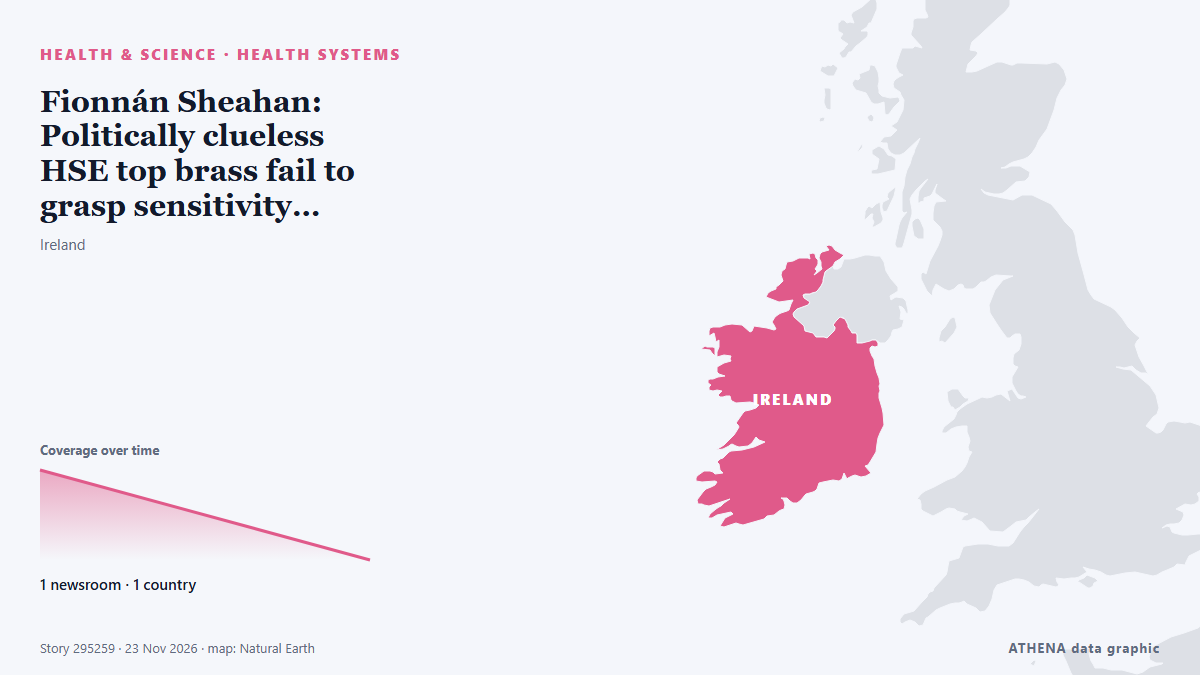 HEALTH & SCIENCE · HEALTH SYSTEMS
Fionnán Sheahan:
Politically clueless
HSE top brass fail to
grasp sensitivity...
Ireland
IRELAND
Coverage over time
1 newsroom · 1 country
Story 295259 · 23 Nov 2026 · map: Natural Earth
ATHENA data graphic